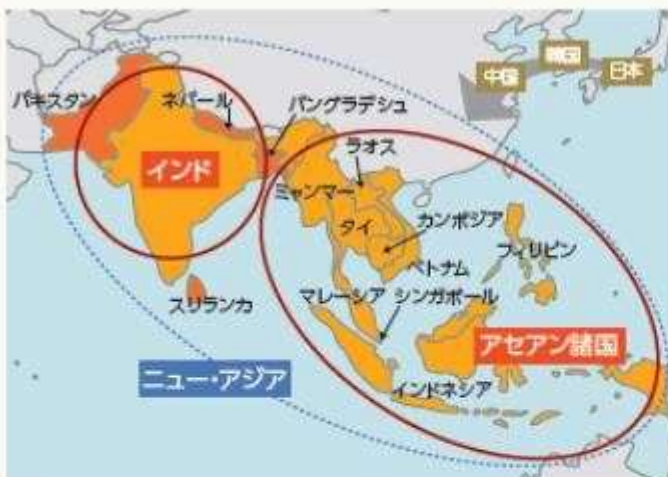 中国
韓国
日本
パキスタン
ネパール
バングラデシュ
インド
ミャンマー
ラオス
タイ
カンボジア
フィリピン
ベトナム
スリランカ
マレーシア
シンガポール
アセアン諸国
ニュー・アジア
インドネシア